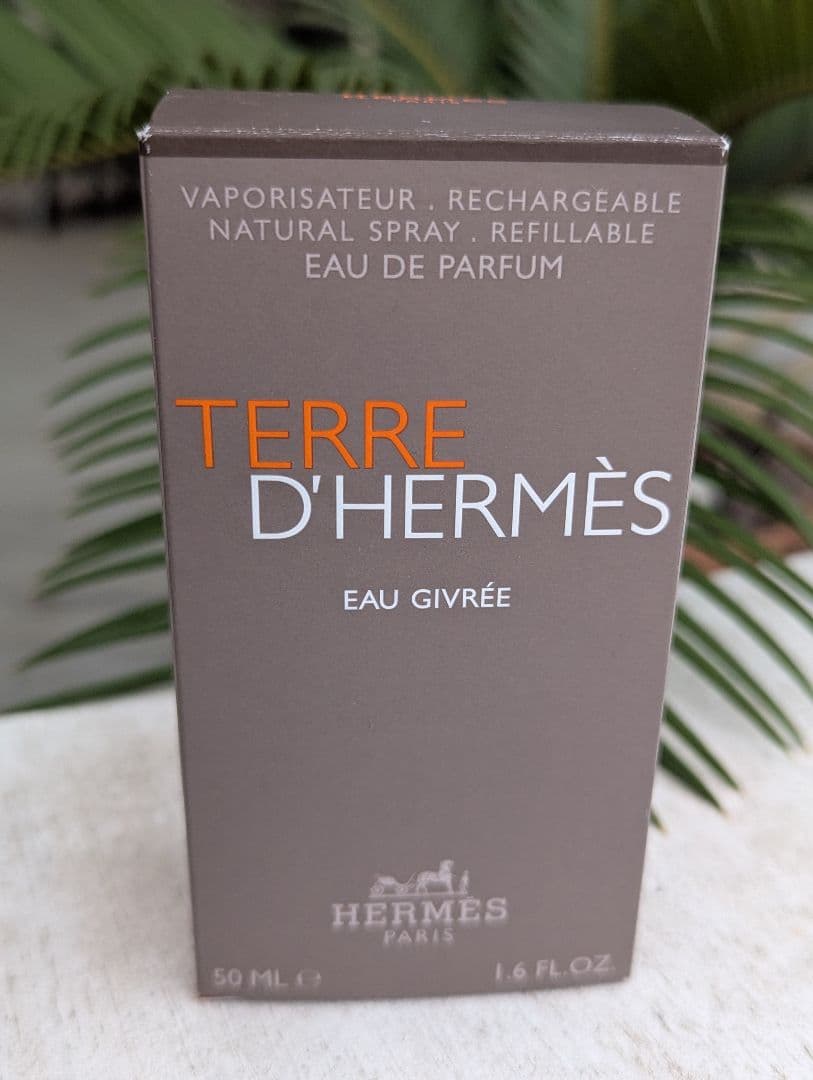 VAPORISATEUR . RECHARGEABLE
NATURAL SPRAY . REFILLABLE
EAU DE PARFUM
TERRE
D'HERMÈS
EAU GIVRÉE
HERMÈS
PARIS
50 ML ℮
1.6 FL.OZ.